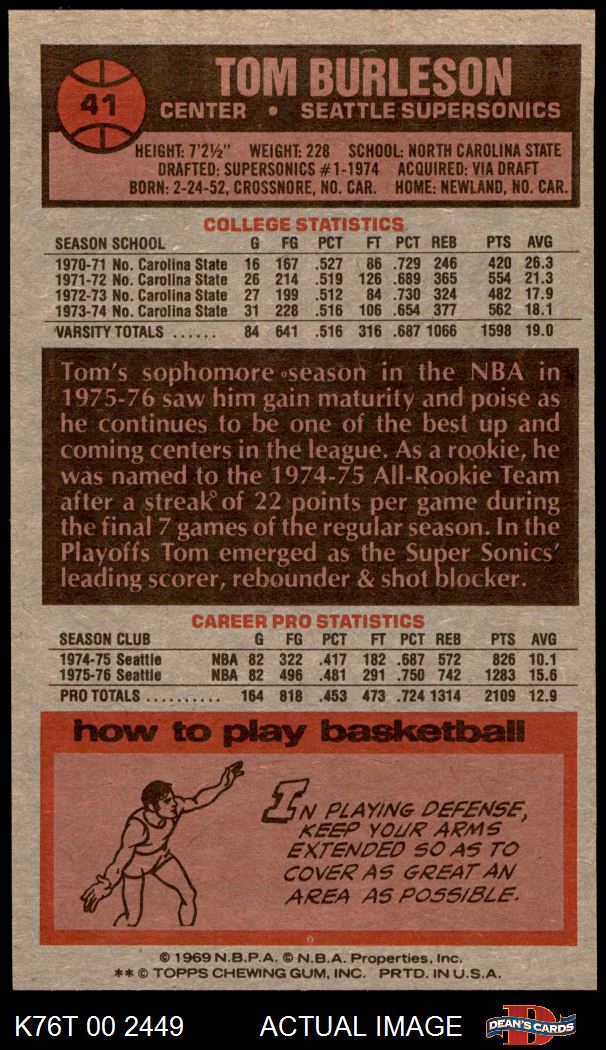 41
TOM BURLESON
CENTER • SEATTLE SUPERSONICS
HEIGHT: 7'2½" WEIGHT: 228 SCHOOL: NORTH CAROLINA STATE
DRAFTED: SUPERSONICS #1-1974 ACQUIRED: VIA DRAFT
BORN: 2-24-52, CROSSNORE, NO. CAR. HOME: NEWLAND, NO. CAR.
COLLEGE STATISTICS
SEASON SCHOOL G FG PCT FT PCT REB PTS AVG
1970-71 No. Carolina State 16 167 .527 86 .729 246 420 26.3
1971-72 No. Carolina State 26 214 .519 126 .689 365 554 21.3
1972-73 No. Carolina State 27 199 .512 84 .730 324 482 17.9
1973-74 No. Carolina State 31 228 .516 106 .654 377 562 18.1
VARSITY TOTALS ...... 84 641 .516 316 .687 1066 1598 19.0
Tom's sophomore season in the NBA in
1975-76 saw him gain maturity and poise as
he continues to be one of the best up and
coming centers in the league. As a rookie, he
was named to the 1974-75 All-Rookie Team
after a streak of 22 points per game during
the final 7 games of the regular season. In the
Playoffs Tom emerged as the Super Sonics'
leading scorer, rebounder & shot blocker.
CAREER PRO STATISTICS
SEASON CLUB G FG PCT FT PCT REB PTS AVG
1974-75 Seattle NBA 82 322 .417 182 .687 572 826 10.1
1975-76 Seattle NBA 82 496 .481 291 .750 742 1283 15.6
PRO TOTALS .......... 164 818 .453 473 .724 1314 2109 12.9
how to play basketball
IN PLAYING DEFENSE,
KEEP YOUR ARMS
EXTENDED SO AS TO
COVER AS GREAT AN
AREA AS POSSIBLE.
© 1969 N.B.P.A. © N.B.A. Properties, Inc.
** © TOPPS CHEWING GUM, INC. PRTD. IN U.S.A.
K76T 00 2449 ACTUAL IMAGE
D
DEAN'S CARDS